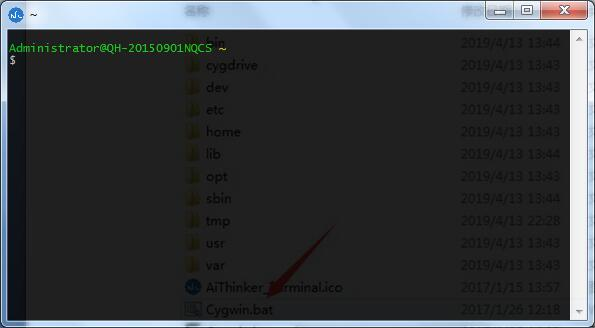 ~
名称
Administrator@QH-20150901NQCS ~
$
bin 2019/4/13 13:44
cygdrive 2019/4/13 13:43
dev 2019/4/13 13:44
etc 2019/4/13 13:44
home 2019/4/13 13:43
lib 2019/4/13 13:44
opt 2019/4/13 13:43
sbin 2019/4/13 13:44
tmp 2019/4/13 22:28
usr 2019/4/13 13:43
var 2019/4/13 13:43
AiThinker_Terminal.ico 2017/1/15 13:57
Cygwin.bat 2017/1/26 12:18